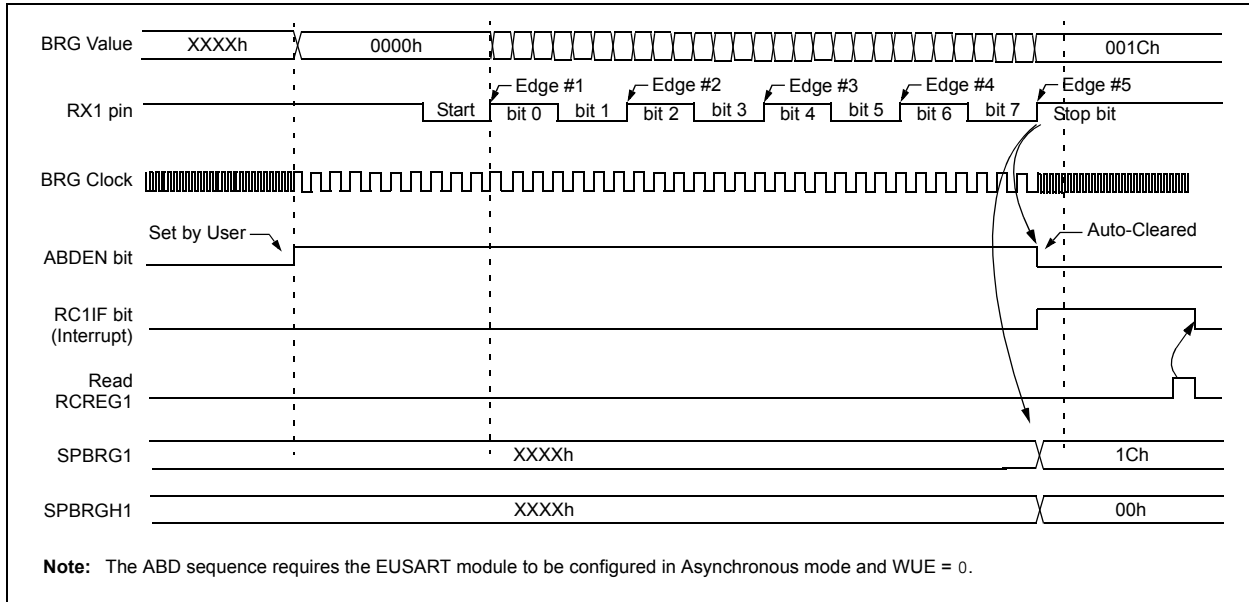 BRG Value XXXXh 0000h 001Ch
Edge #1 Edge #2 Edge #3 Edge #4 Edge #5
RX1 pin Start bit 0 bit 1 bit 2 bit 3 bit 4 bit 5 bit 6 bit 7 Stop bit
BRG Clock
Set by User Auto-Cleared
ABDEN bit
RC1IF bit
(Interrupt)
Read
RCREG1
SPBRG1 XXXXh 1Ch
SPBRGH1 XXXXh 00h
Note: The ABD sequence requires the EUSART module to be configured in Asynchronous mode and WUE = 0.